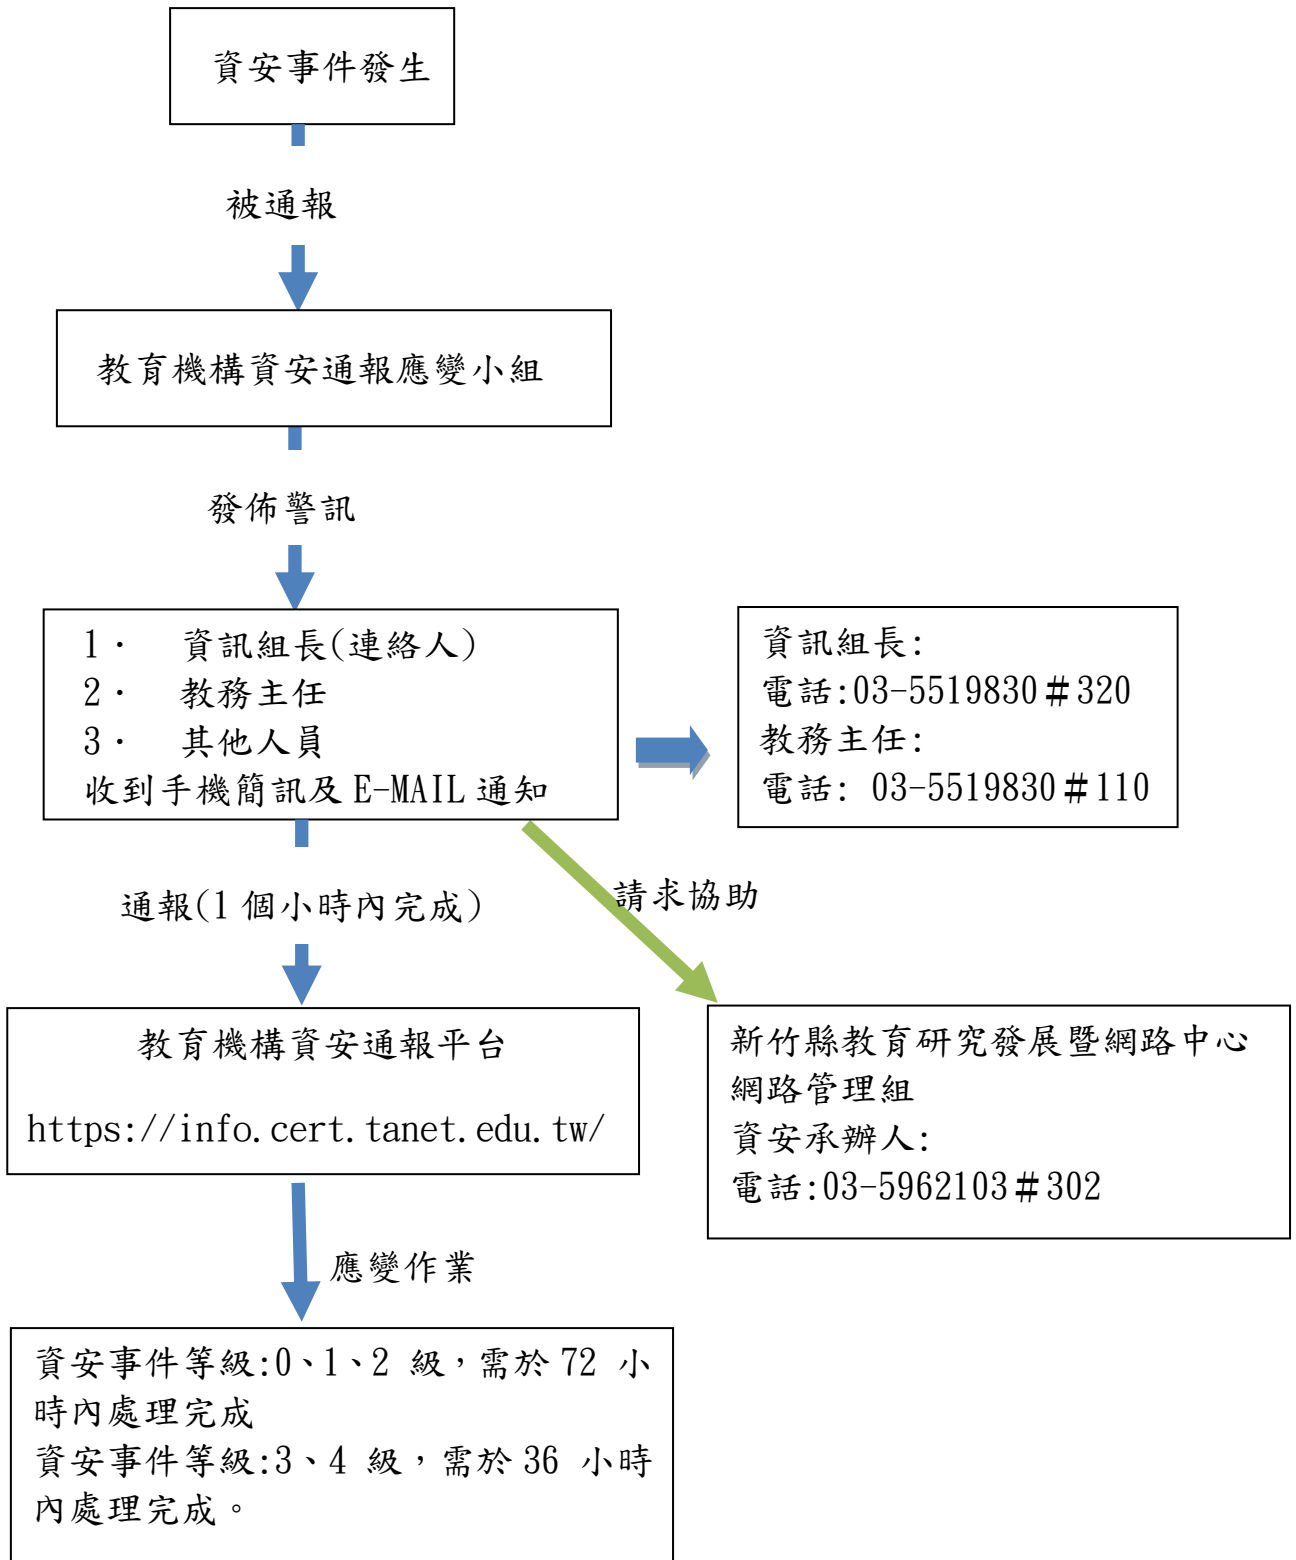 資安事件發生
被通報
教育機構資安通報應變小組
發佈警訊
1. 資訊組長(連絡人)
2. 教務主任
3. 其他人員
收到手機簡訊及 E-MAIL 通知
資訊組長:
電話:03-5519830#320
教務主任:
電話: 03-5519830#110
通報(1 個小時內完成)
請求協助
教育機構資安通報平台
https://info.cert.tanet.edu.tw/
新竹縣教育研究發展暨網路中心
網路管理組
資安承辦人:
電話:03-5962103#302
應變作業
資安事件等級:0、1、2 級，需於 72 小
時內處理完成
資安事件等級:3、4 級，需於 36 小時
內處理完成。